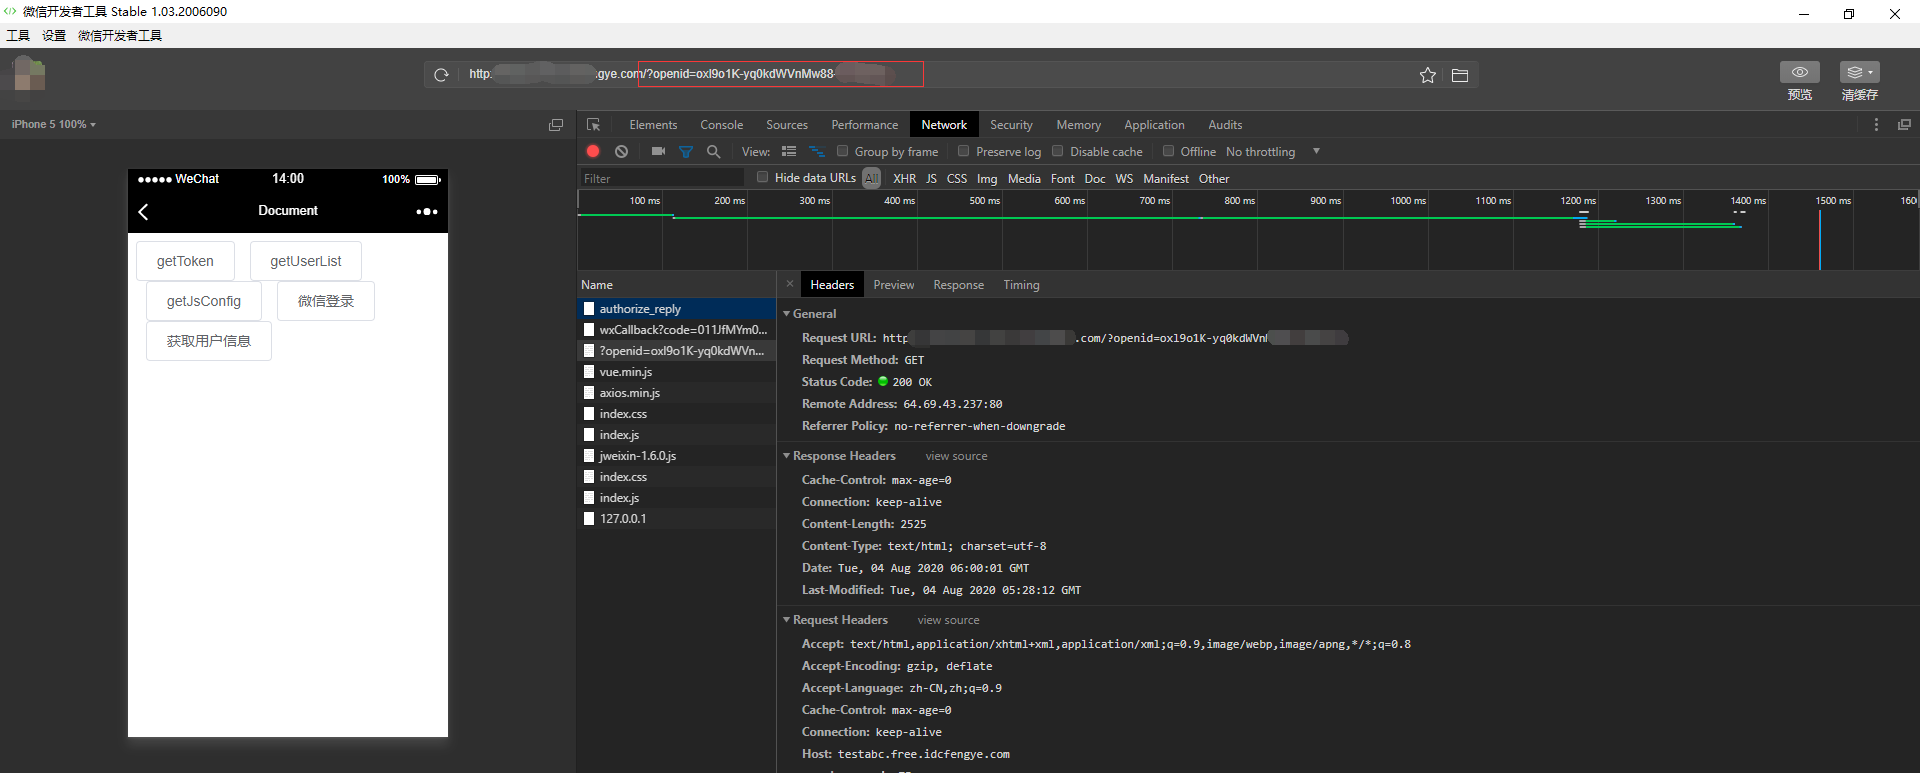 微信开发者工具 Stable 1.03.2006090
工具 设置 微信开发者工具
http: gye.com/?openid=oxl9o1K-yq0kdWVnMw88-
预览 清缓存
iPhone 5 100%
WeChat 14:00 100%
Document
getToken getUserList
getJsConfig 微信登录
获取用户信息
Elements Console Sources Performance Network Security Memory Application Audits
View: Group by frame Preserve log Disable cache Offline No throttling
Filter Hide data URLs All XHR JS CSS Img Media Font Doc WS Manifest Other
100 ms 200 ms 300 ms 400 ms 500 ms 600 ms 700 ms 800 ms 900 ms 1000 ms 1100 ms 1200 ms 1300 ms 1400 ms 1500 ms 160
Name
authorize_reply
wxCallback?code=011JfMYm0...
?openid=oxl9o1K-yq0kdWVn...
vue.min.js
axios.min.js
index.css
index.js
jweixin-1.6.0.js
index.css
index.js
127.0.0.1
Headers Preview Response Timing
General
Request URL: http .com/?openid=oxl9o1K-yq0kdWVn
Request Method: GET
Status Code: 200 OK
Remote Address: 64.69.43.237:80
Referrer Policy: no-referrer-when-downgrade
Response Headers view source
Cache-Control: max-age=0
Connection: keep-alive
Content-Length: 2525
Content-Type: text/html; charset=utf-8
Date: Tue, 04 Aug 2020 06:00:01 GMT
Last-Modified: Tue, 04 Aug 2020 05:28:12 GMT
Request Headers view source
Accept: text/html,application/xhtml+xml,application/xml;q=0.9,image/webp,image/apng,*/*;q=0.8
Accept-Encoding: gzip, deflate
Accept-Language: zh-CN,zh;q=0.9
Cache-Control: max-age=0
Connection: keep-alive
Host: testabc.free.idcfengye.com